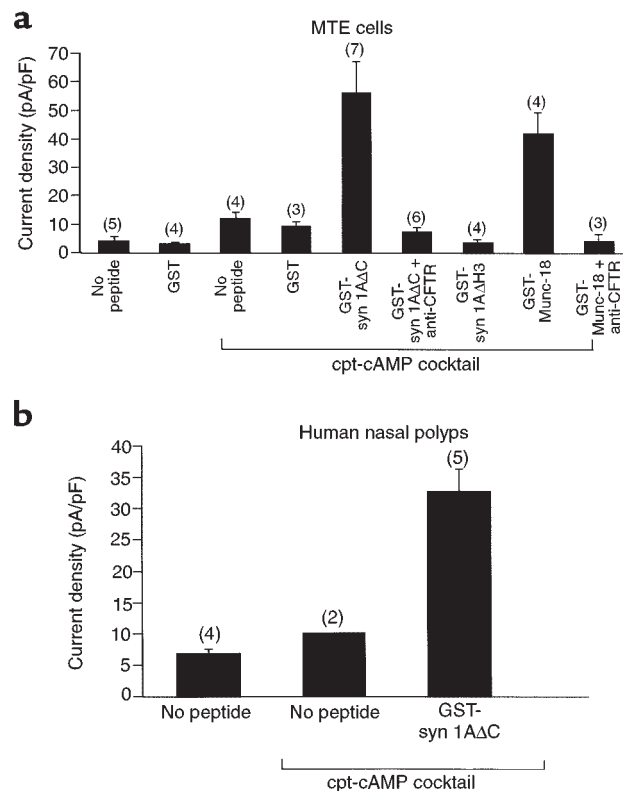 a
MTE cells
Current density (pA/pF)
70
60
50
40
30
20
10
0
(5)
(4)
(4)
(3)
(7)
(6)
(4)
(4)
(3)
No
peptide
GST
No
peptide
GST
GST-
syn 1AΔC
GST-
syn 1AΔC +
anti-CFTR
GST-
syn 1AΔH3
GST-
Munc-18
GST-
Munc-18 +
anti-CFTR
cpt-cAMP cocktail
b
Human nasal polyps
Current density (pA/pF)
40
35
30
25
20
15
10
5
0
(4)
(2)
(5)
No peptide
No peptide
GST-
syn 1AΔC
cpt-cAMP cocktail